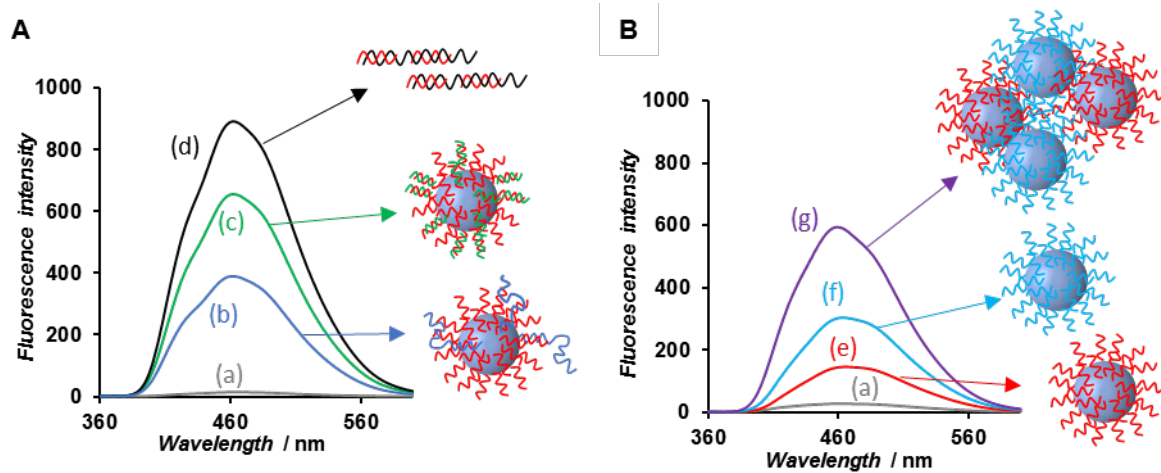 A
1000
800
600
400
200
0
360
460
560
Fluorescence intensity
Wavelength / nm
(d)
(c)
(b)
(a)
B
1000
800
600
400
200
0
360
460
560
Fluorescence intensity
Wavelength / nm
(g)
(f)
(e)
(a)